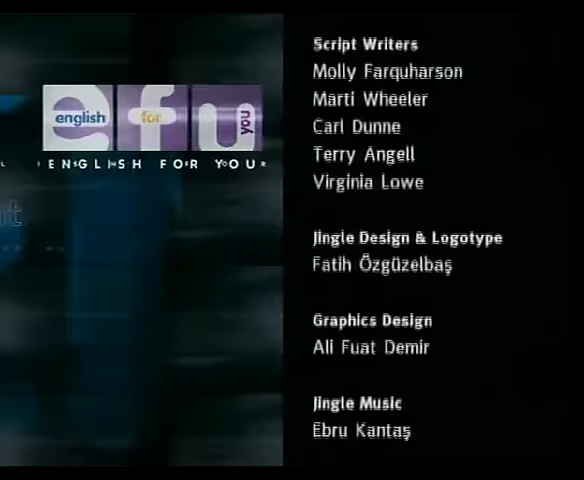 english for you
ENGLISH FOR YOU
Script Writers
Molly Farquharson
Marti Wheeler
Carl Dunne
Terry Angell
Virginia Lowe
Jingle Design & Logotype
Fatih Özgüzelbaş
Graphics Design
Ali Fuat Demir
Jingle Music
Ebru Kantaş